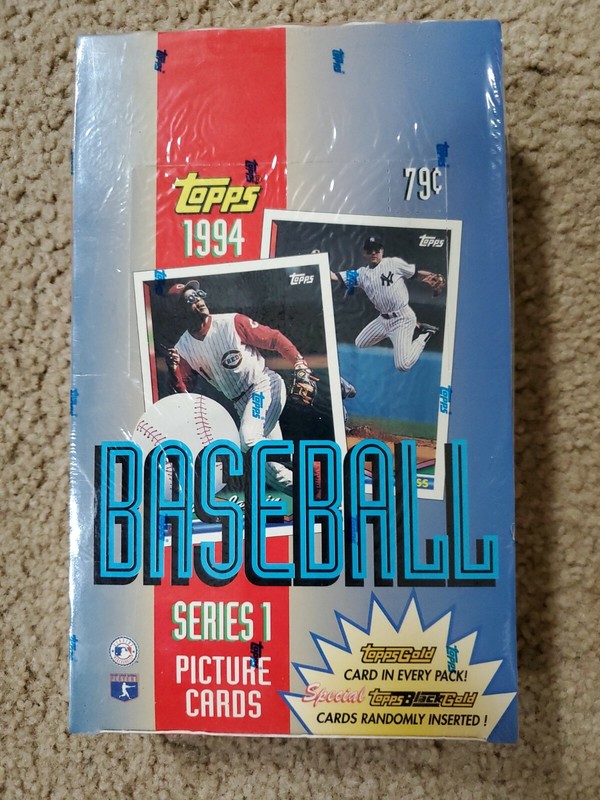 79¢
topps
1994
topps
topps
BASEBALL
SERIES 1
PICTURE
CARDS
ToppsGold
CARD IN EVERY PACK!
Special ToppsBlackGold
CARDS RANDOMLY INSERTED !